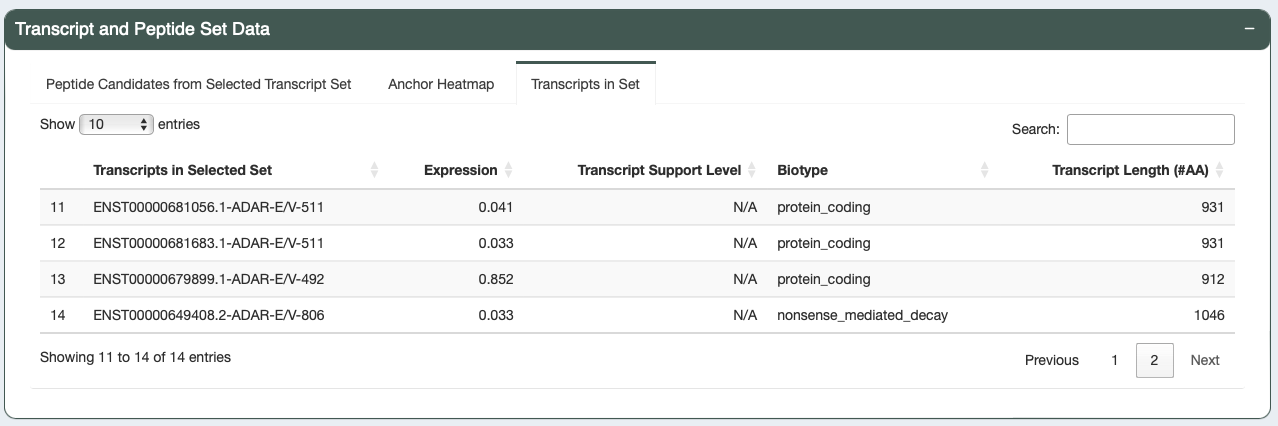 Transcript and Peptide Set Data −
Peptide Candidates from Selected Transcript Set Anchor Heatmap Transcripts in Set
Show 10 entries Search:
Transcripts in Selected Set Expression Transcript Support Level Biotype Transcript Length (#AA)
11 ENST00000681056.1-ADAR-E/V-511 0.041 N/A protein_coding 931
12 ENST00000681683.1-ADAR-E/V-511 0.033 N/A protein_coding 931
13 ENST00000679899.1-ADAR-E/V-492 0.852 N/A protein_coding 912
14 ENST00000649408.2-ADAR-E/V-806 0.033 N/A nonsense_mediated_decay 1046
Showing 11 to 14 of 14 entries Previous 1 2 Next